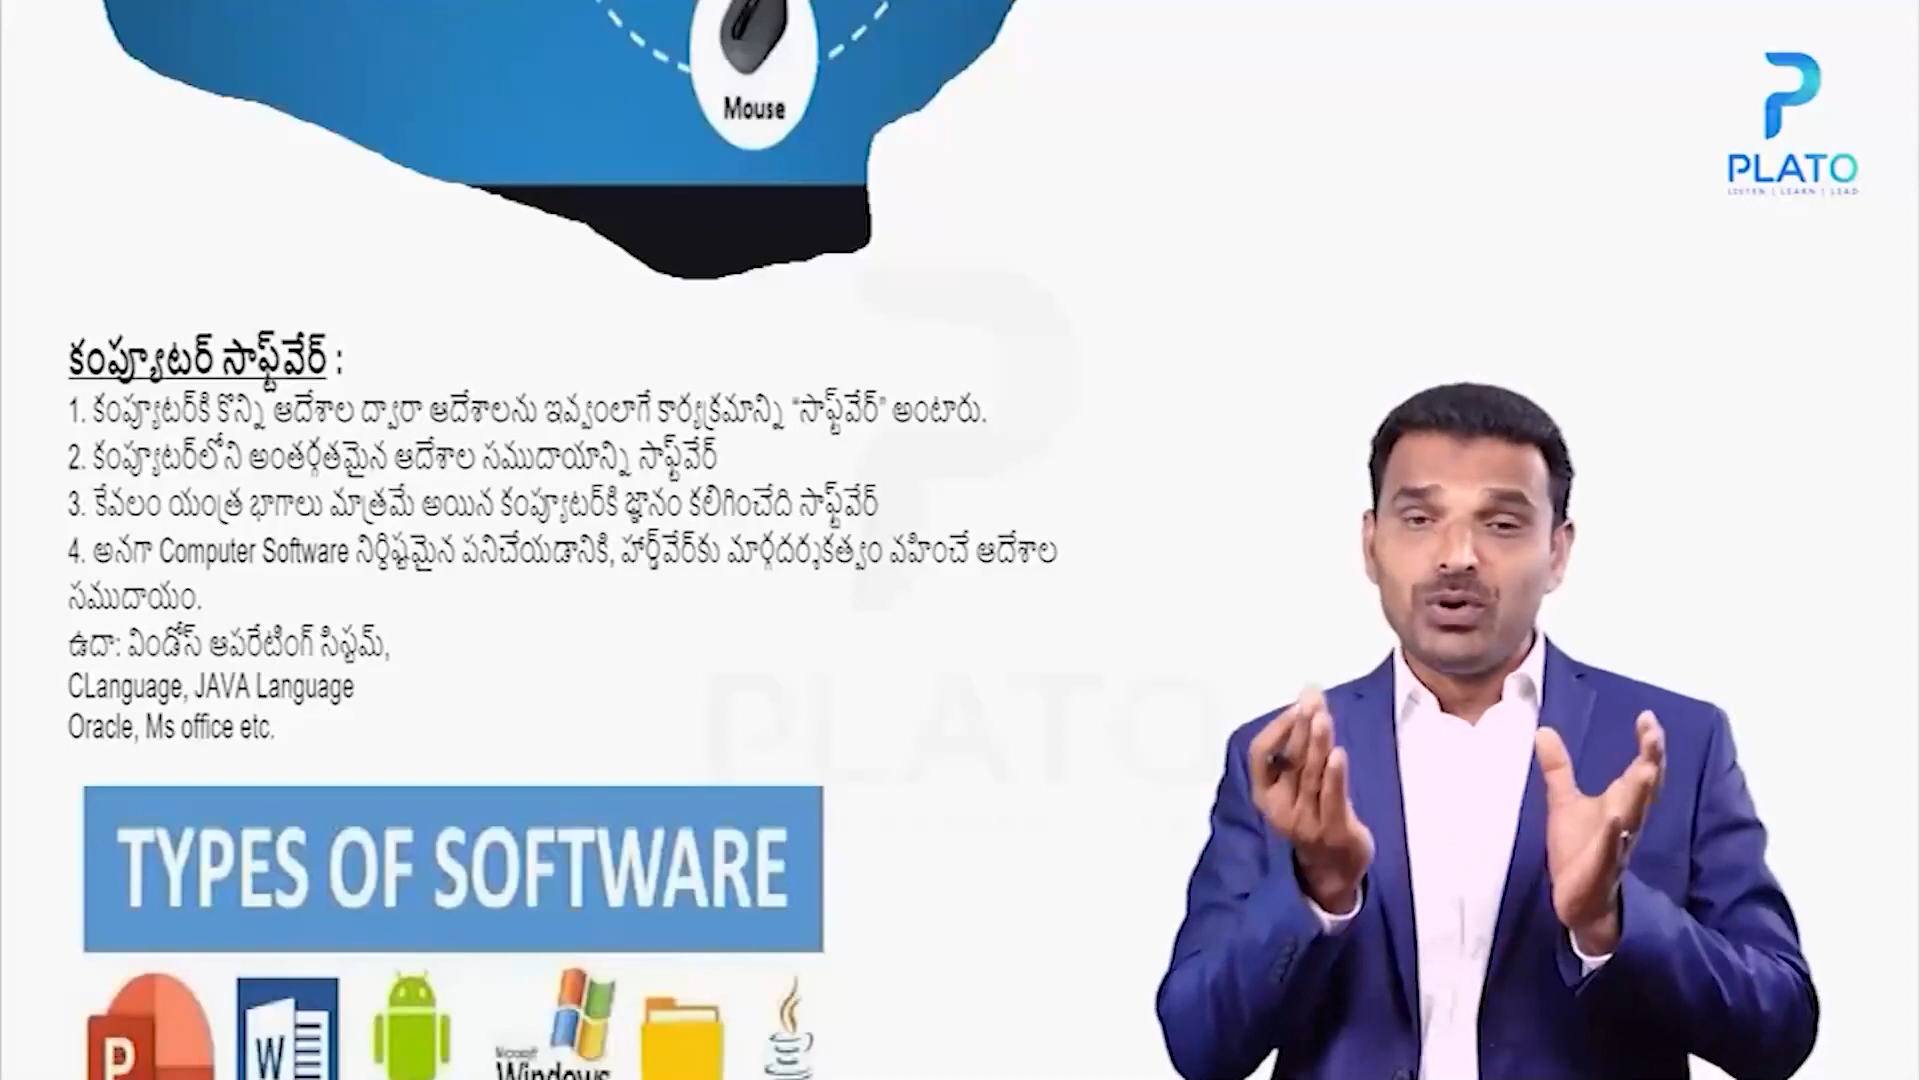 Mouse
PLATO
LISTEN | LEARN | LEAD
కంప్యూటర్ సాఫ్ట్‌వేర్ :
1. కంప్యూటర్‌కి కొన్ని ఆదేశాల ద్వారా ఆదేశాలను ఇవ్వంలాగే కార్యక్రమాన్ని “సాఫ్ట్‌వేర్” అంటారు.
2. కంప్యూటర్‌లోని అంతర్గతమైన ఆదేశాల సముదాయాన్ని సాఫ్ట్‌వేర్
3. కేవలం యంత్ర భాగాలు మాత్రమే అయిన కంప్యూటర్‌కి జ్ఞానం కలిగించేది సాఫ్ట్‌వేర్
4. అనగా Computer Software నిర్ధిష్టమైన పనిచేయడానికి, హార్డ్‌వేర్‌కు మార్గదర్శకత్వం వహించే ఆదేశాల
సముదాయం.
ఉదా: విండోస్ ఆపరేటింగ్ సిస్టమ్,
CLanguage, JAVA Language
Oracle, Ms office etc.
PLATO
TYPES OF SOFTWARE
P
W
Microsoft
Windows